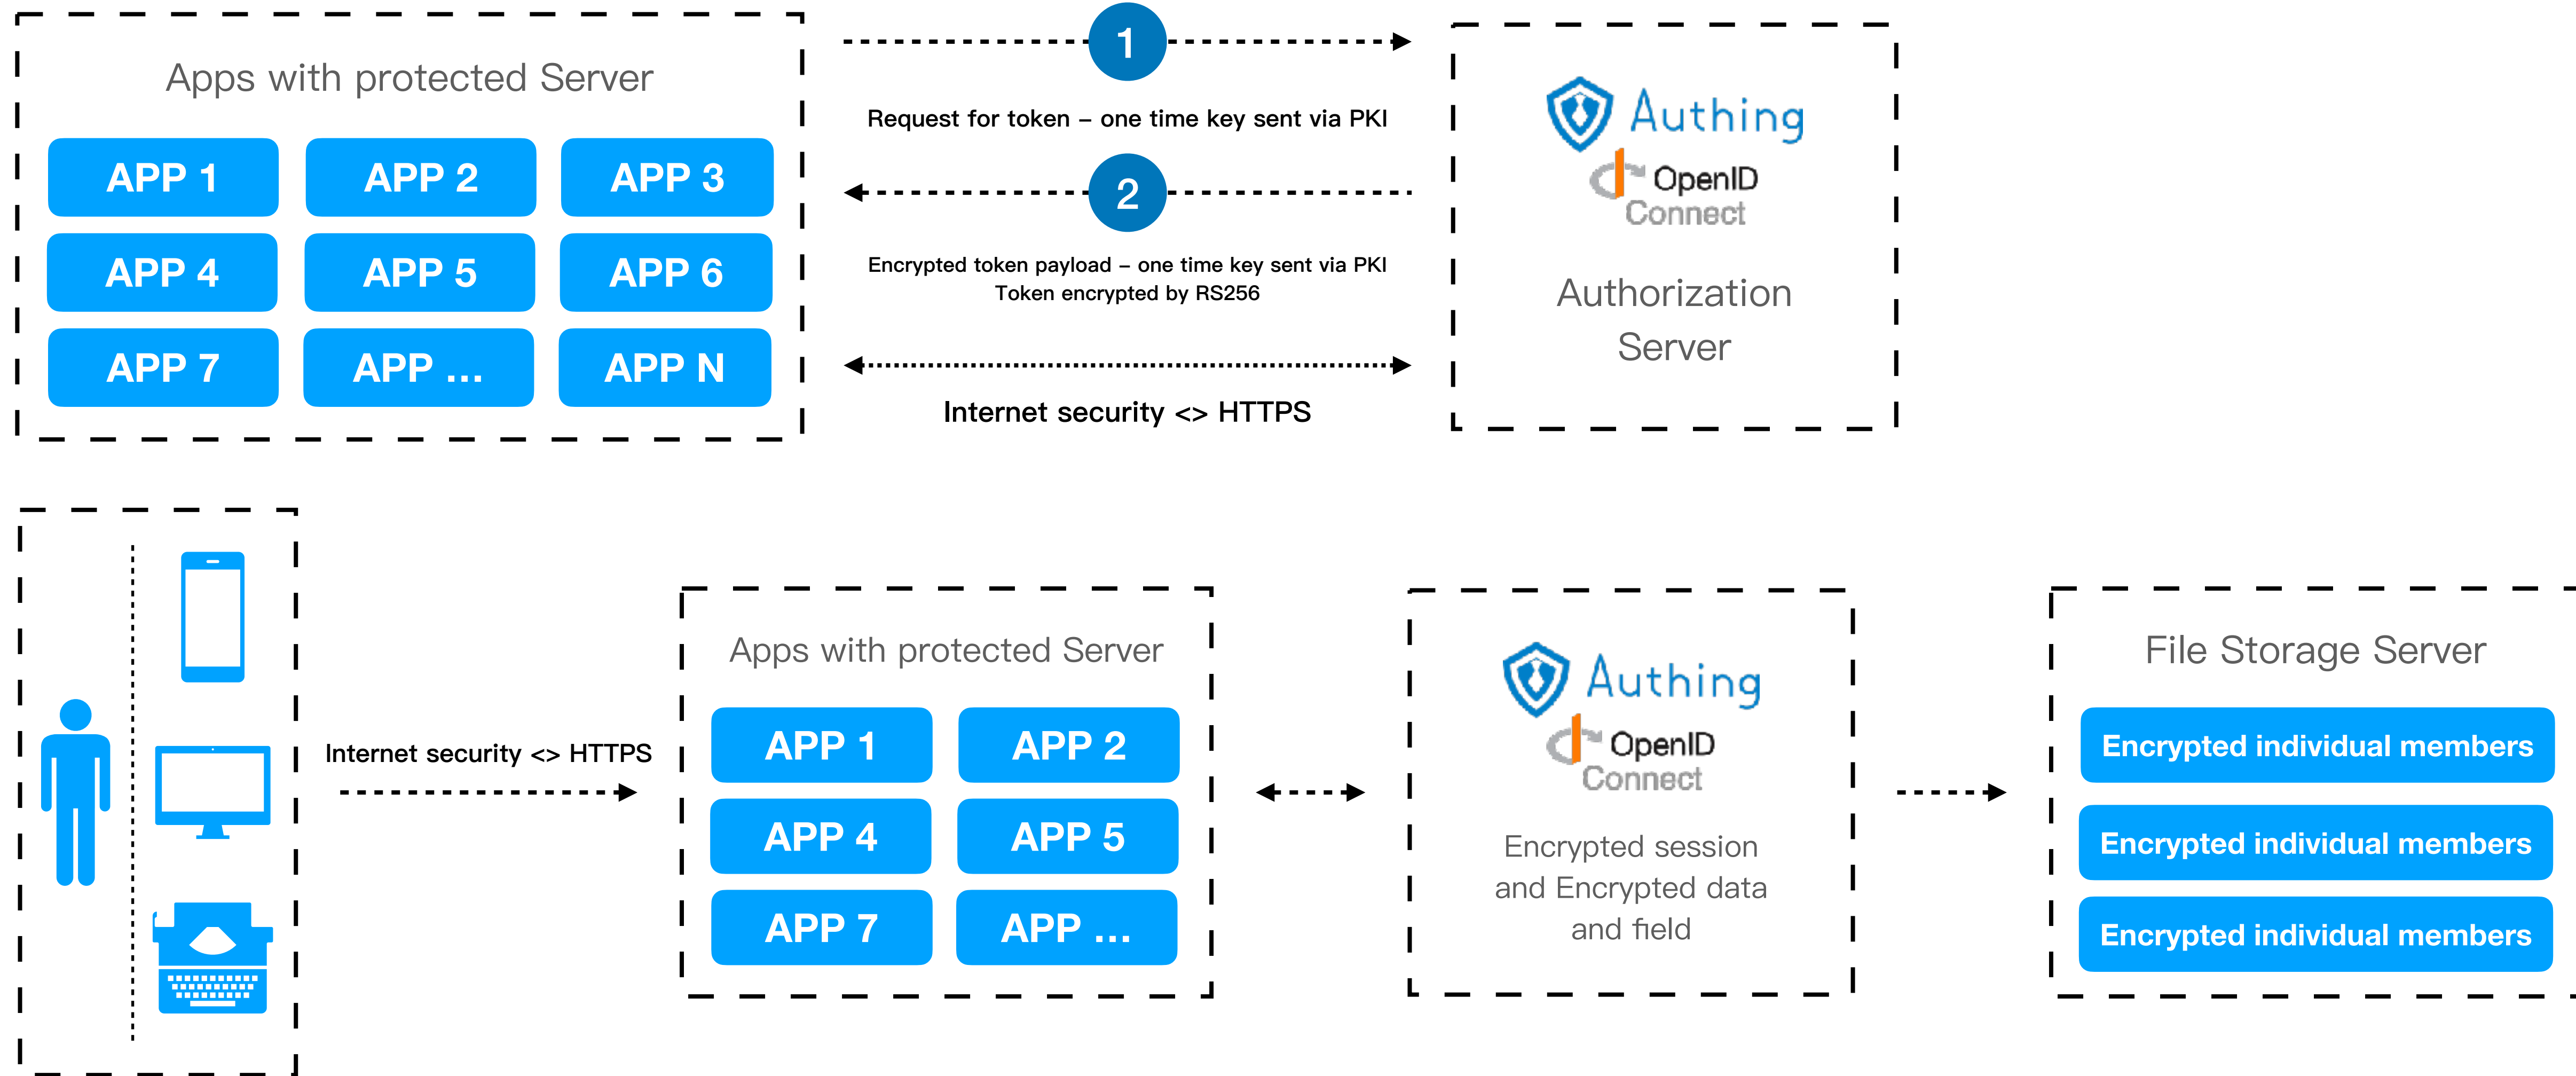 Apps with protected Server
APP 1
APP 2
APP 3
APP 4
APP 5
APP 6
APP 7
APP ...
APP N
1
Request for token – one time key sent via PKI
2
Encrypted token payload – one time key sent via PKI
Token encrypted by RS256
Internet security <> HTTPS
Authing
OpenID
Connect
Authorization
Server
Internet security <> HTTPS
Apps with protected Server
APP 1
APP 2
APP 4
APP 5
APP 7
APP ...
Authing
OpenID
Connect
Encrypted session
and Encrypted data
and field
File Storage Server
Encrypted individual members
Encrypted individual members
Encrypted individual members